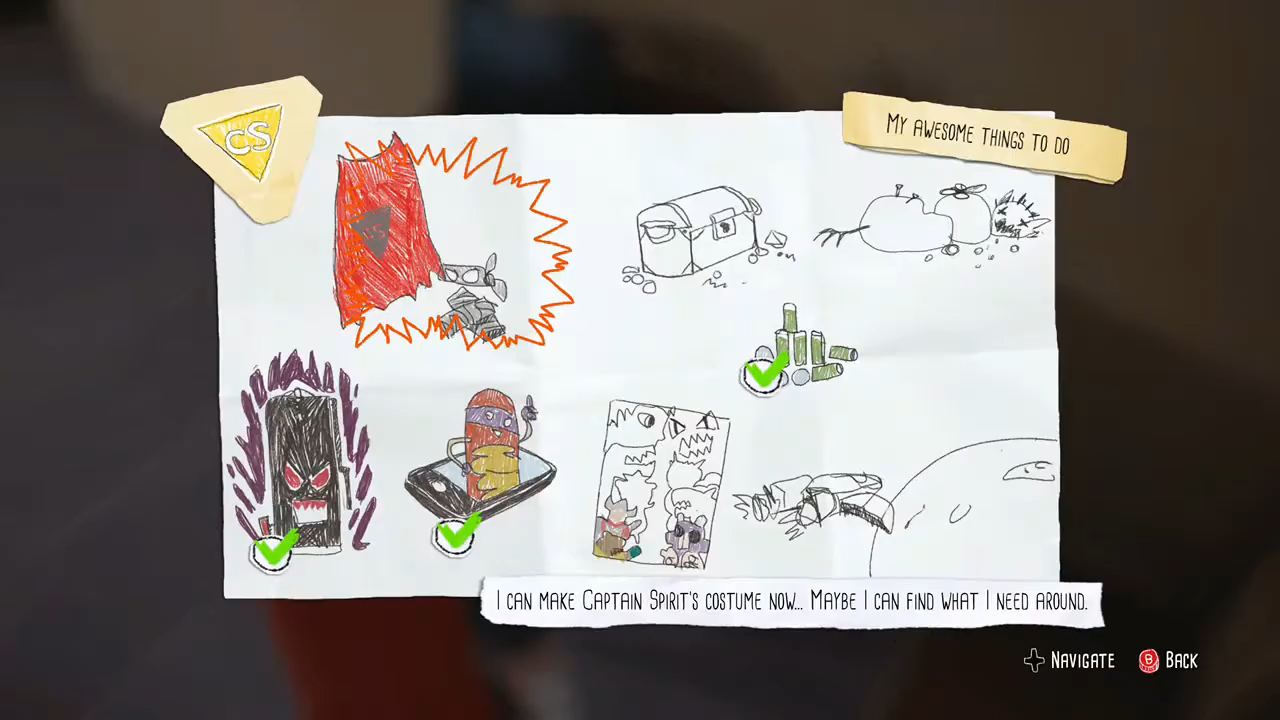 CS
MY AWESOME THINGS TO DO
I CAN MAKE CAPTAIN SPIRIT'S COSTUME NOW... MAYBE I CAN FIND WHAT I NEED AROUND.
NAVIGATE B BACK